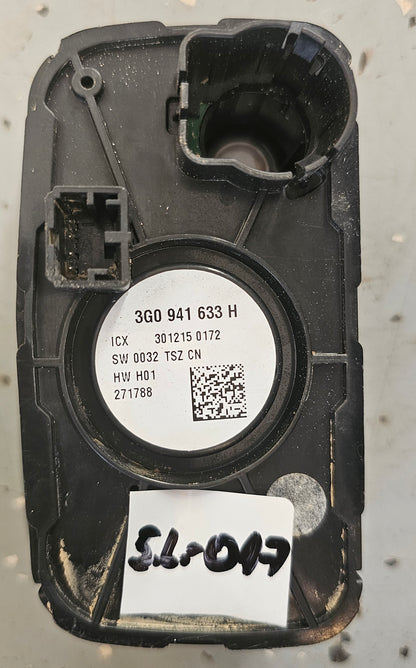 3G0 941 633 H
ICX 301215 0172
SW 0032 TSZ CN
HW H01
271788